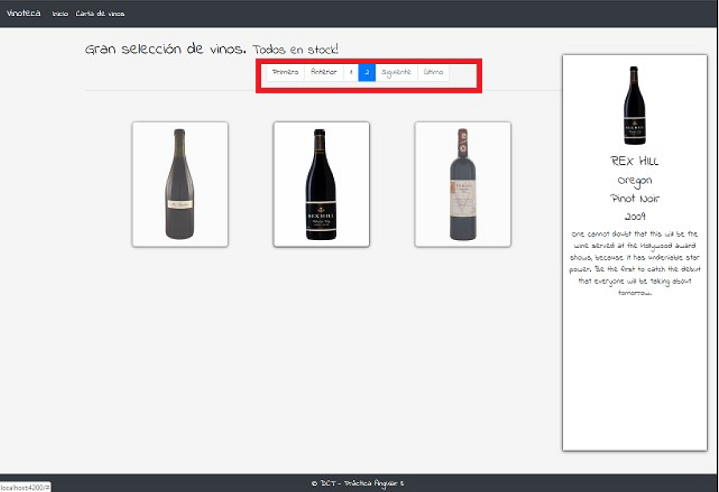 Vinoteca Inicio Carta de vinos
Gran selección de vinos. Todos en stock!
Primero Anterior 1 2 Siguiente Último
REX HILL
REX HILL
Oregon
Pinot Noir
2009
One cannot doubt that this will be the
wine served at the Hollywood award
shows, because it has undeniable star
power. Be the first to catch the debut
that everyone will be talking about
tomorrow.
© DCT - Práctica Angular 8
localhost:4200/#